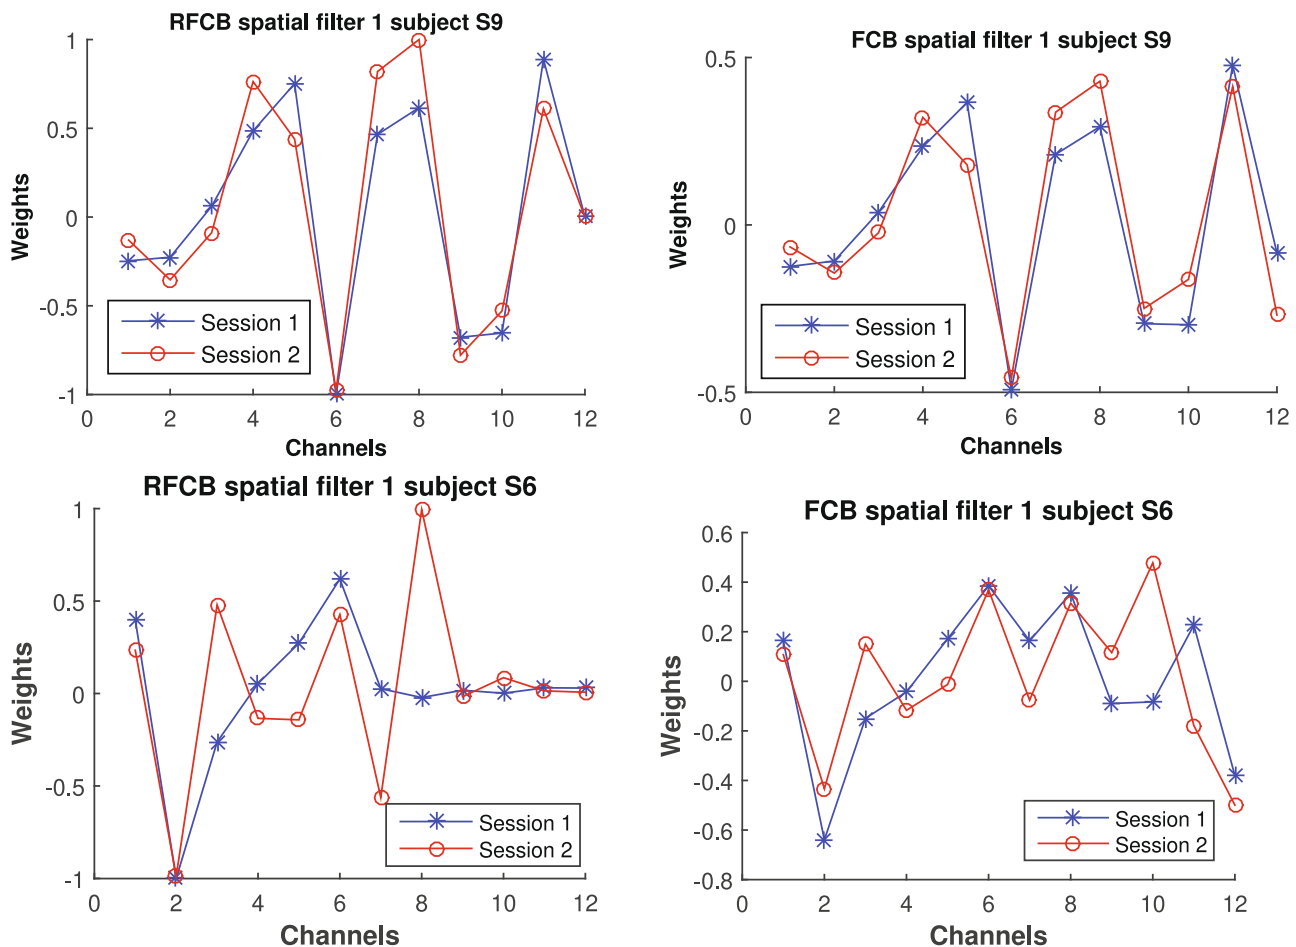 RFCB spatial filter 1 subject S9
1
0.5
0
-0.5
-1
Weights
Session 1
Session 2
0 2 4 6 8 10 12
Channels
FCB spatial filter 1 subject S9
0.5
0
-0.5
Weights
Session 1
Session 2
0 2 4 6 8 10 12
Channels
RFCB spatial filter 1 subject S6
1
0.5
0
-0.5
-1
Weights
Session 1
Session 2
0 2 4 6 8 10 12
Channels
FCB spatial filter 1 subject S6
0.6
0.4
0.2
0
-0.2
-0.4
-0.6
-0.8
Weights
Session 1
Session 2
0 2 4 6 8 10 12
Channels